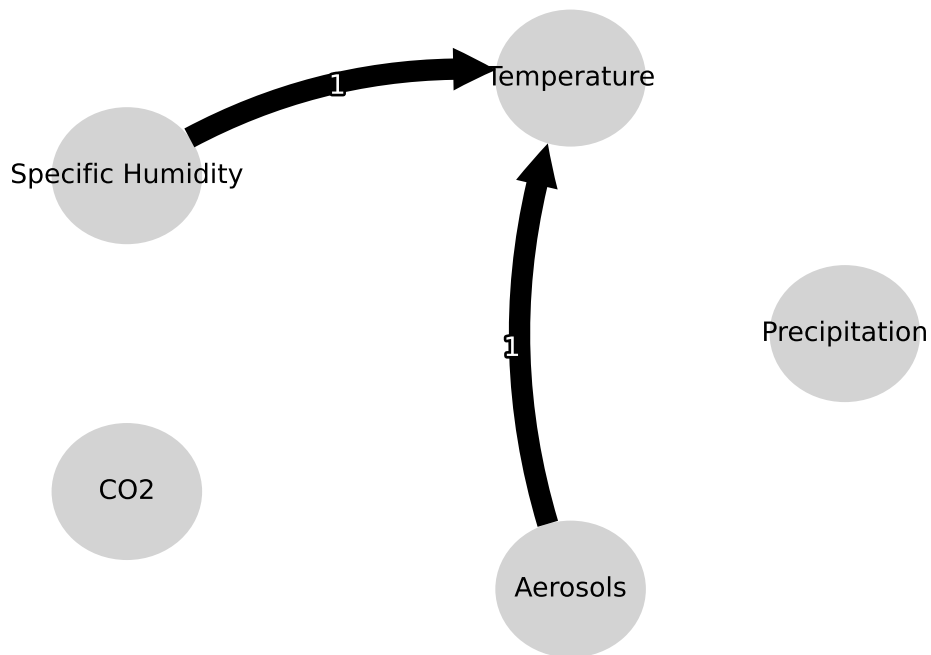 Temperature
1
Specific Humidity
Precipitation
1
CO2
Aerosols